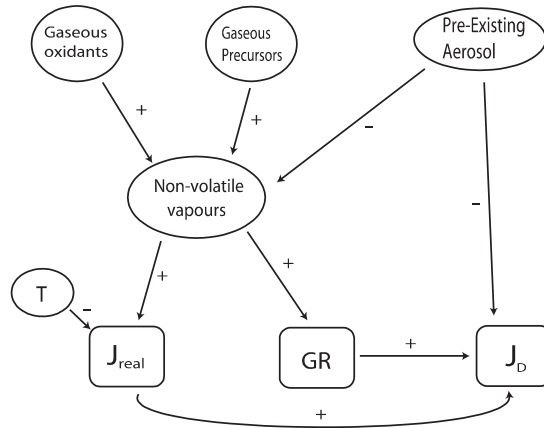 Gaseous
oxidants
Gaseous
Precursors
Pre-Existing
Aerosol
+
+
–
Non-volatile
vapours
–
+
+
T
–
J real
GR
+
J D
+